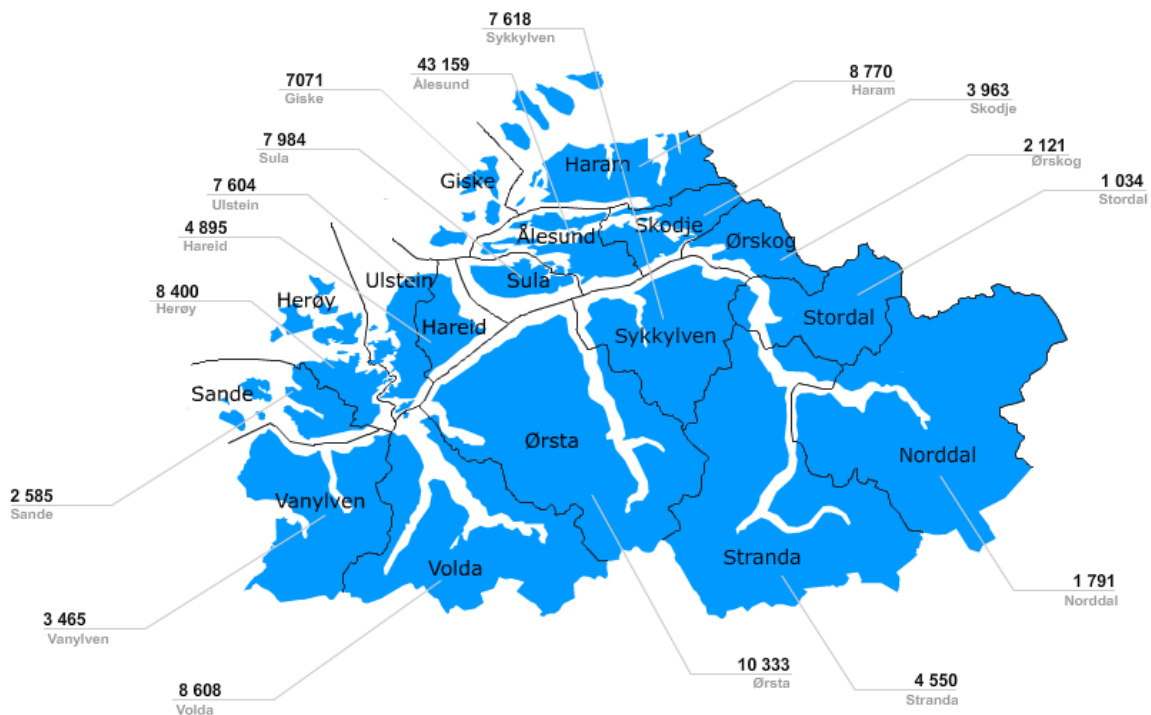 7 618
Sykkylven
43 159
Ålesund
7071
Giske
8 770
Haram
3 963
Skodje
7 984
Sula
2 121
Ørskog
7 604
Ulstein
1 034
Stordal
4 895
Hareid
8 400
Herøy
Haram
Giske
Skodje
Ålesund
Ørskog
Ulstein
Sula
Herøy
Hareid
Stordal
Sykkylven
Sande
Ørsta
Norddal
Vanylven
Stranda
Volda
2 585
Sande
3 465
Vanylven
8 608
Volda
10 333
Ørsta
4 550
Stranda
1 791
Norddal